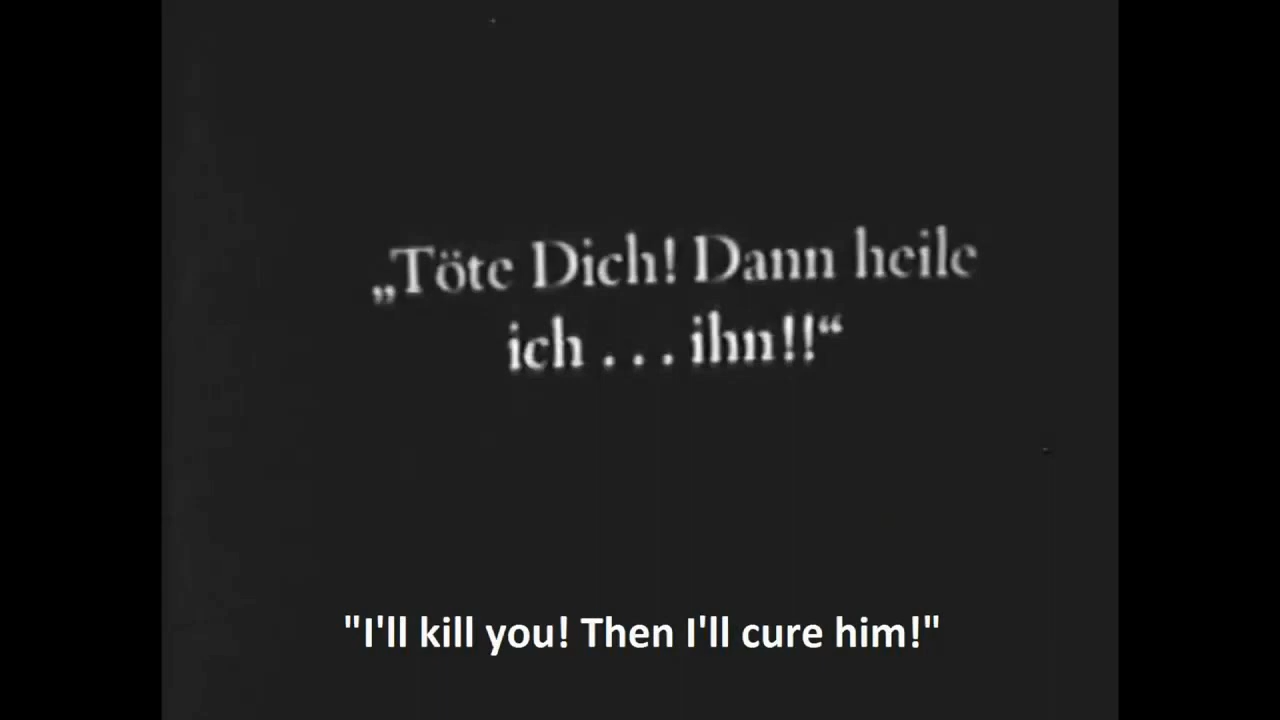 „Töte Dich! Dann heile
ich . . . ihn!!“
"I'll kill you! Then I'll cure him!"